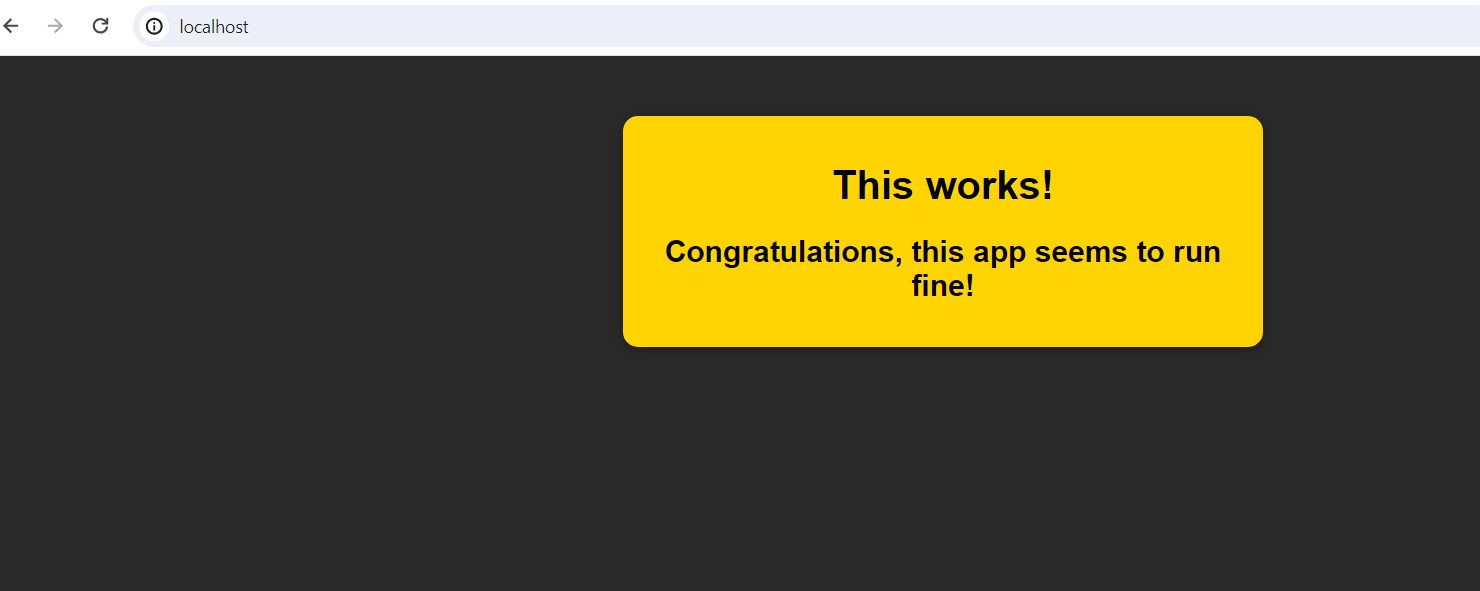 localhost
This works!
Congratulations, this app seems to run
fine!